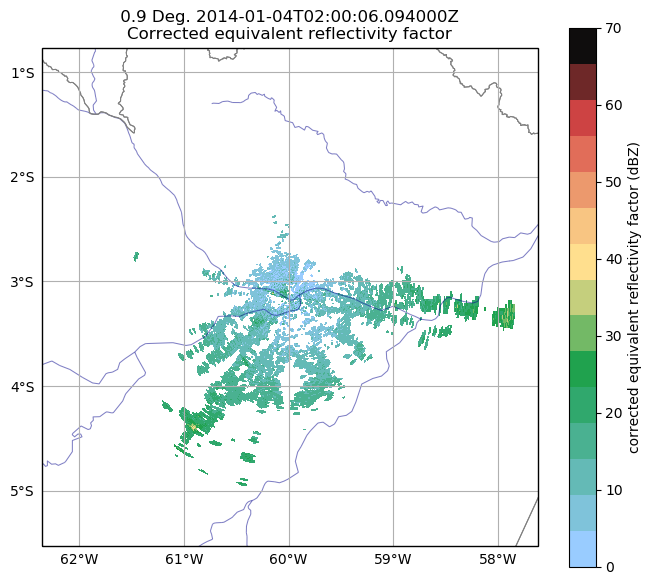 0.9 Deg. 2014-01-04T02:00:06.094000Z
Corrected equivalent reflectivity factor
1°S
2°S
3°S
4°S
5°S
62°W
61°W
60°W
59°W
58°W
70
60
50
40
30
20
10
0
corrected equivalent reflectivity factor (dBZ)